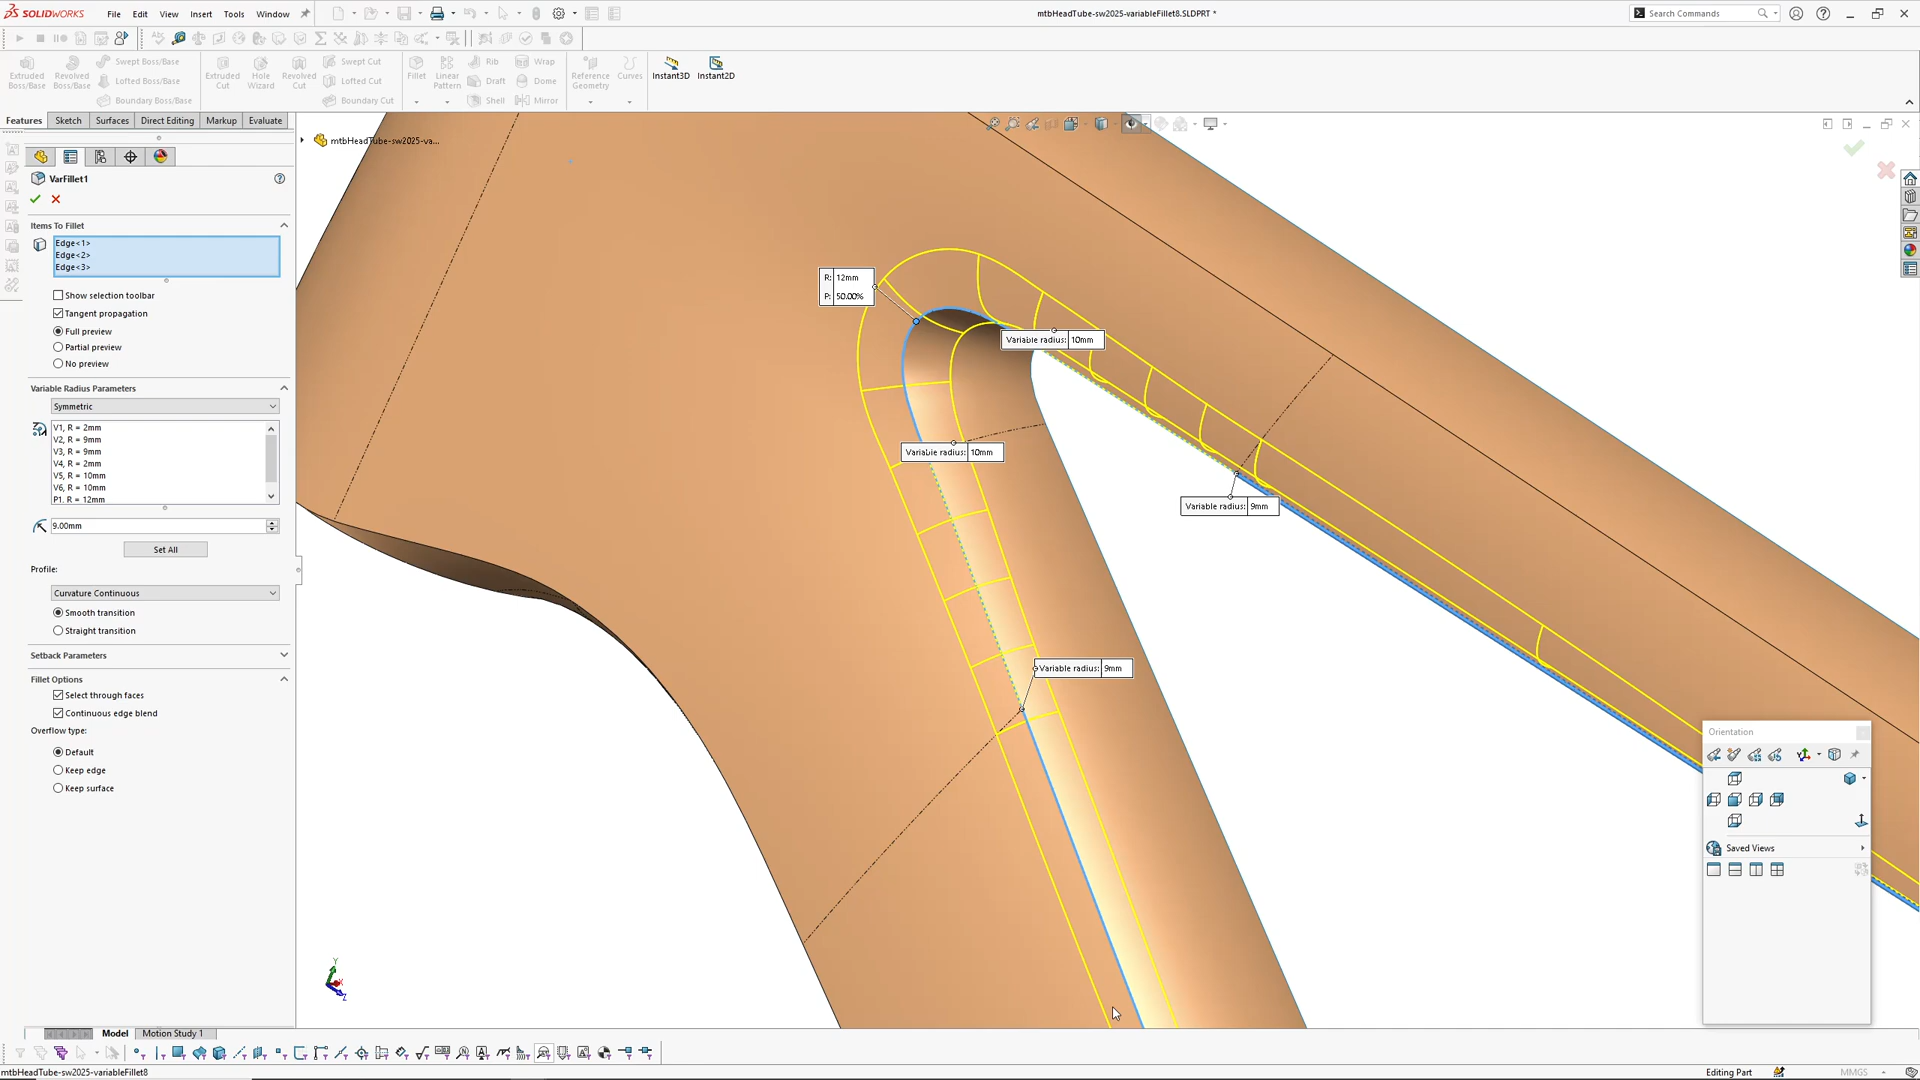 SOLIDWORKS File Edit View Insert Tools Window mtbHeadTube-sw2025-variableFillet8.SLDPRT * Search Commands
Extruded Boss/Base
Revolved Boss/Base
Swept Boss/Base
Lofted Boss/Base
Boundary Boss/Base
Extruded Cut
Hole Wizard
Revolved Cut
Swept Cut
Lofted Cut
Boundary Cut
Fillet
Linear Pattern
Rib
Draft
Shell
Wrap
Dome
Mirror
Reference Geometry
Curves
Instant3D
Instant2D
Features Sketch Surfaces Direct Editing Markup Evaluate
mtbHeadTube-sw2025-va...
VarFillet1
Items To Fillet
Edge<1>
Edge<2>
Edge<3>
Show selection toolbar
Tangent propagation
Full preview
Partial preview
No preview
Variable Radius Parameters
Symmetric
V1, R = 2mm
V2, R = 9mm
V3, R = 9mm
V4, R = 2mm
V5, R = 10mm
V6, R = 10mm
P1, R = 12mm
9.00mm
Set All
Profile:
Curvature Continuous
Smooth transition
Straight transition
Setback Parameters
Fillet Options
Select through faces
Continuous edge blend
Overflow type:
Default
Keep edge
Keep surface
R: 12mm
P: 50.00%
Variable radius: 10mm
Variable radius: 10mm
Variable radius: 9mm
Variable radius: 9mm
Orientation
Saved Views
Y
X
Z
Model Motion Study 1
mtbHeadTube-sw2025-variableFillet8 Editing Part MMGS